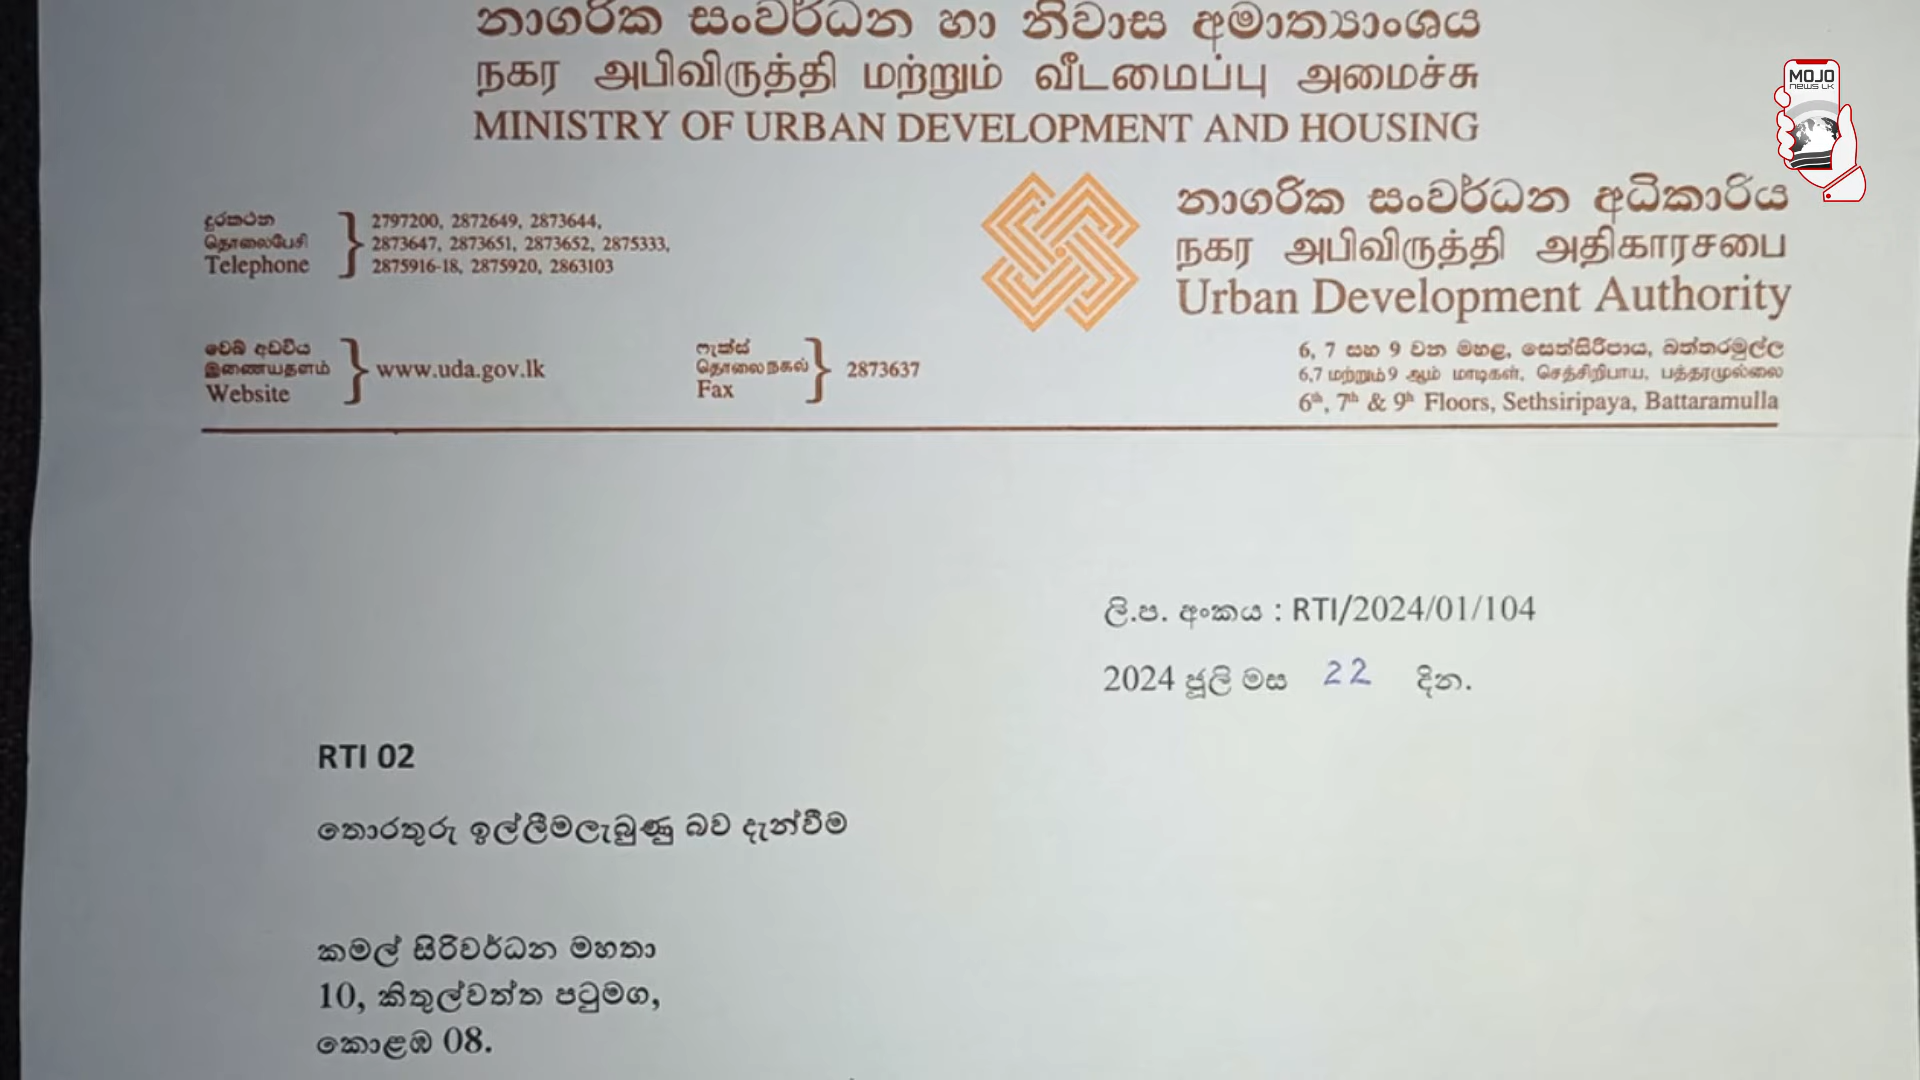 නාගරික සංවර්ධන හා නිවාස අමාත්‍යාංශය
நகர அபிவிருத்தி மற்றும் வீடமைப்பு அமைச்சு
MINISTRY OF URBAN DEVELOPMENT AND HOUSING
MOJO
news LK
දුරකථන
தொலைபேசி
Telephone
2797200, 2872649, 2873644,
2873647, 2873651, 2873652, 2875333,
2875916-18, 2875920, 2863103
නාගරික සංවර්ධන අධිකාරිය
நகர அபிவிருத்தி அதிகாரசபை
Urban Development Authority
වෙබ් අඩවිය
இணையதளம்
Website
www.uda.gov.lk
ෆැක්ස්
தொலைநகல்
Fax
2873637
6, 7 සහ 9 වන මහළ, සෙත්සිරිපාය, බත්තරමුල්ල
6,7 மற்றும் 9 ஆம் மாடிகள், செத்சிறிபாய, பத்தரமுல்லை
6th, 7th & 9th Floors, Sethsiripaya, Battaramulla
ලි.ප. අංකය : RTI/2024/01/104
2024 ජූලි මස 22 දින.
RTI 02
තොරතුරු ඉල්ලීමලැබුණු බව දැන්වීම
කමල් සිරිවර්ධන මහතා
10, කිතුල්වත්ත පටුමග,
කොළඹ 08.